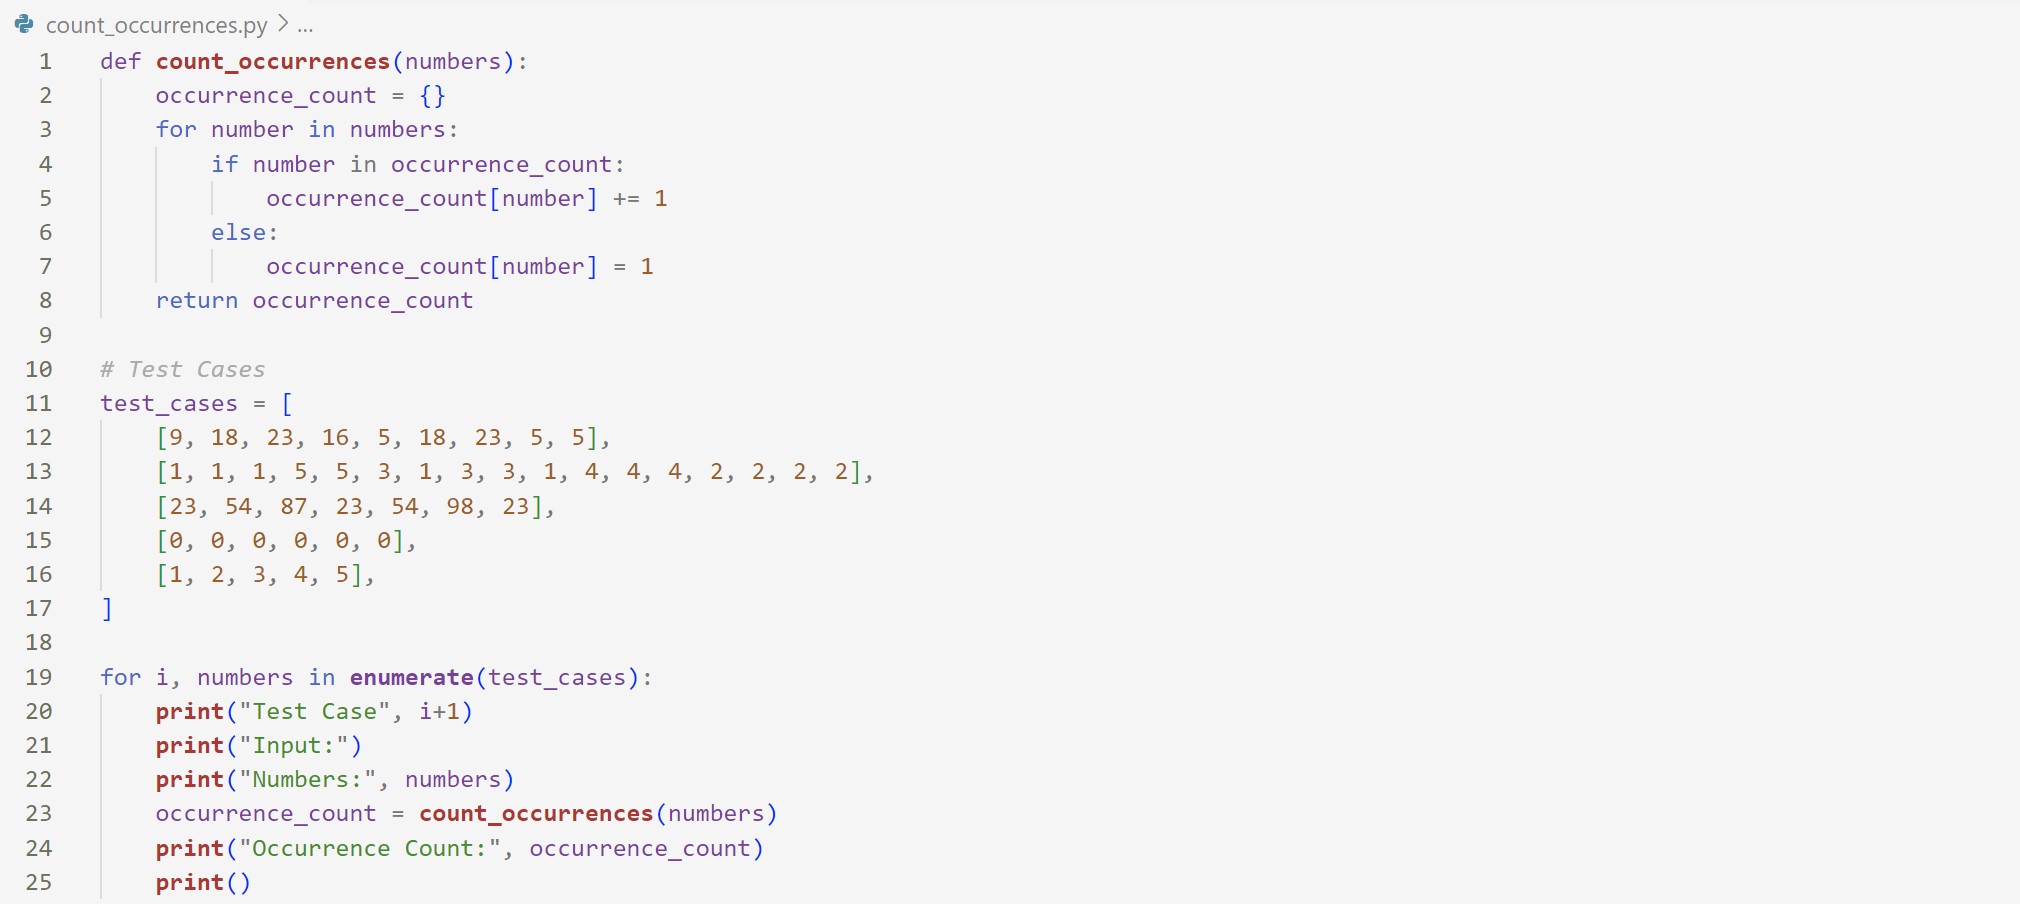 count_occurrences.py > ...
1 def count_occurrences(numbers):
2     occurrence_count = {}
3     for number in numbers:
4         if number in occurrence_count:
5             occurrence_count[number] += 1
6         else:
7             occurrence_count[number] = 1
8     return occurrence_count
9
10 # Test Cases
11 test_cases = [
12     [9, 18, 23, 16, 5, 18, 23, 5, 5],
13     [1, 1, 1, 5, 5, 3, 1, 3, 3, 1, 4, 4, 4, 2, 2, 2, 2],
14     [23, 54, 87, 23, 54, 98, 23],
15     [0, 0, 0, 0, 0, 0],
16     [1, 2, 3, 4, 5],
17 ]
18
19 for i, numbers in enumerate(test_cases):
20     print("Test Case", i+1)
21     print("Input:")
22     print("Numbers:", numbers)
23     occurrence_count = count_occurrences(numbers)
24     print("Occurrence Count:", occurrence_count)
25     print()